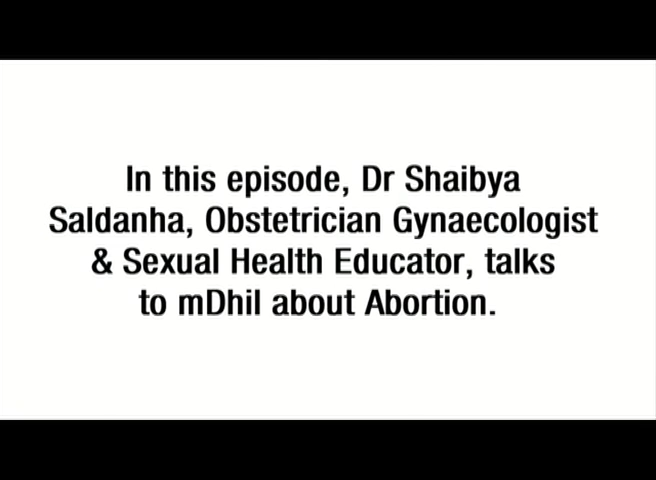 In this episode, Dr Shaibya
Saldanha, Obstetrician Gynaecologist
& Sexual Health Educator, talks
to mDhil about Abortion.